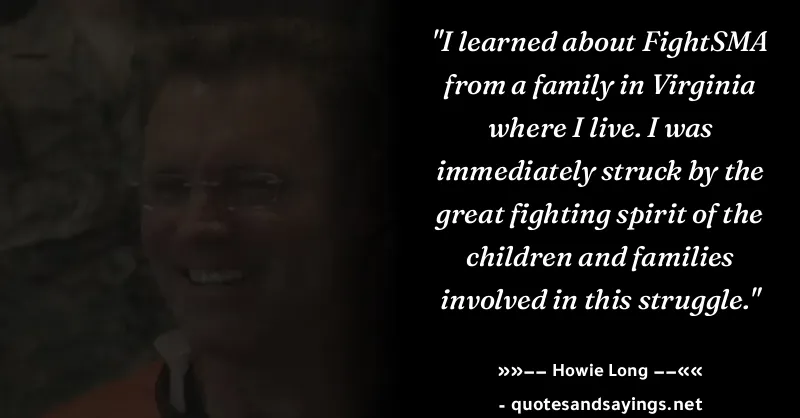 "I learned about FightSMA
from a family in Virginia
where I live. I was
immediately struck by the
great fighting spirit of the
children and families
involved in this struggle."
»»―― Howie Long ――««
- quotesandsayings.net